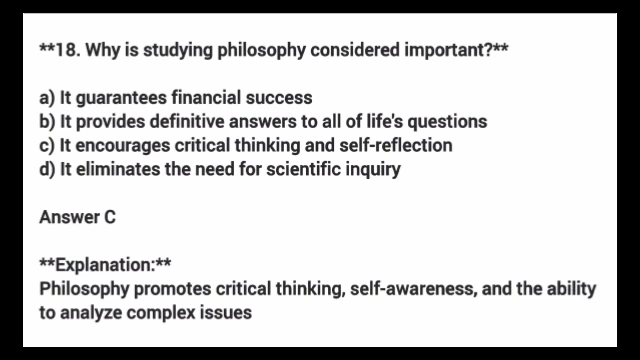 **18. Why is studying philosophy considered important?**
a) It guarantees financial success
b) It provides definitive answers to all of life's questions
c) It encourages critical thinking and self-reflection
d) It eliminates the need for scientific inquiry
Answer C
**Explanation:**
Philosophy promotes critical thinking, self-awareness, and the ability
to analyze complex issues